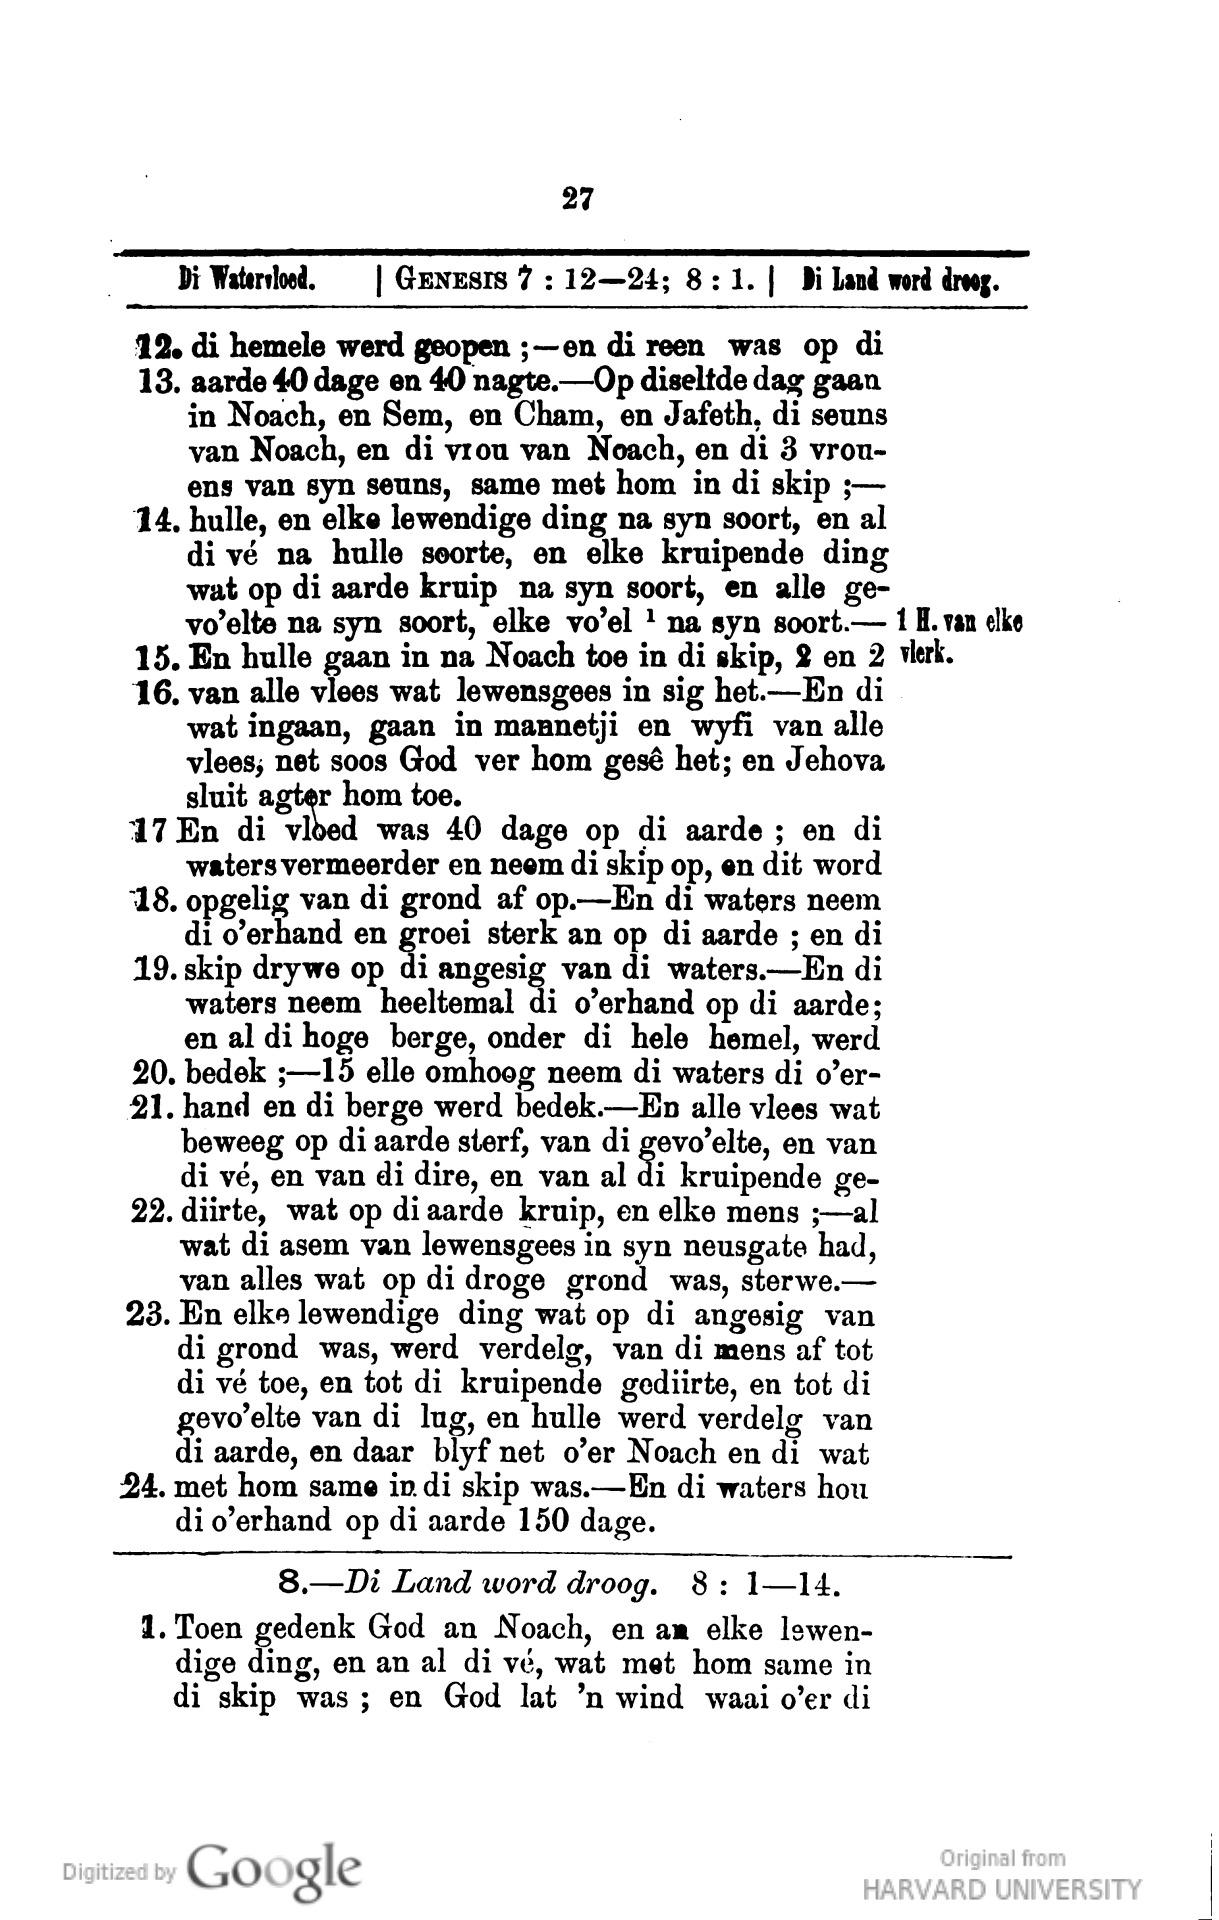 27
Di Watervloed. | GENESIS 7 : 12—24; 8 : 1. | Di Land word droog.
12. di hemele werd geopen ;—en di reen was op di
13. aarde 40 dage en 40 nagte.—Op diselfde dag gaan
in Noach, en Sem, en Cham, en Jafeth, di seuns
van Noach, en di vrou van Noach, en di 3 vrou-
ens van syn seuns, same met hom in di skip ;—
14. hulle, en elke lewendige ding na syn soort, en al
di vé na hulle soorte, en elke kruipende ding
wat op di aarde kruip na syn soort, en alle ge-
vo'elte na syn soort, elke vo'el ¹ na syn soort.— 1 H. van elke
15. En hulle gaan in na Noach toe in di skip, 2 en 2 vlerk.
16. van alle vlees wat lewensgees in sig het.—En di
wat ingaan, gaan in mannetji en wyfi van alle
vlees, net soos God ver hom gesê het; en Jehova
sluit agter hom toe.
17 En di vloed was 40 dage op di aarde ; en di
waters vermeerder en neem di skip op, en dit word
18. opgelig van di grond af op.—En di waters neem
di o'erhand en groei sterk an op di aarde ; en di
19. skip drywe op di angesig van di waters.—En di
waters neem heeltemal di o'erhand op di aarde;
en al di hoge berge, onder di hele hemel, werd
20. bedek ;—15 elle omhoog neem di waters di o'er-
21. hand en di berge werd bedek.—En alle vlees wat
beweeg op di aarde sterf, van di gevo'elte, en van
di vé, en van di dire, en van al di kruipende ge-
22. diirte, wat op di aarde kruip, en elke mens ;—al
wat di asem van lewensgees in syn neusgate had,
van alles wat op di droge grond was, sterwe.—
23. En elke lewendige ding wat op di angesig van
di grond was, werd verdelg, van di mens af tot
di vé toe, en tot di kruipende gediirte, en tot di
gevo'elte van di lug, en hulle werd verdelg van
di aarde, en daar blyf net o'er Noach en di wat
24. met hom same in di skip was.—En di waters hou
di o'erhand op di aarde 150 dage.
8.—Di Land word droog. 8 : 1—14.
1. Toen gedenk God an Noach, en an elke lewen-
dige ding, en an al di vé, wat met hom same in
di skip was ; en God lat 'n wind waai o'er di
Digitized by Google
Original from
HARVARD UNIVERSITY